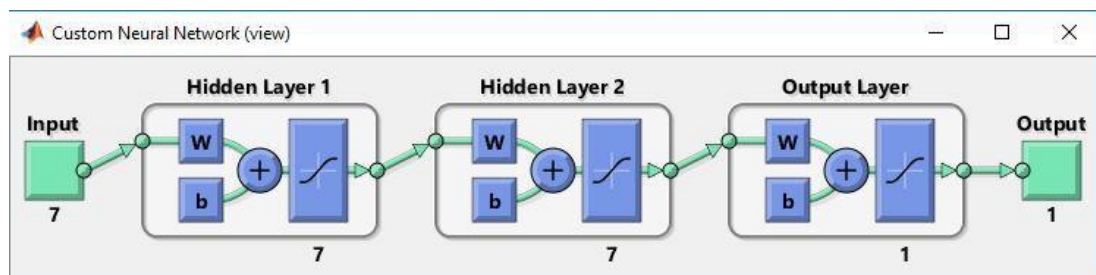 Custom Neural Network (view)
Hidden Layer 1
Hidden Layer 2
Output Layer
Input
Output
W
W
W
+
+
+
b
b
b
7
7
7
1
1